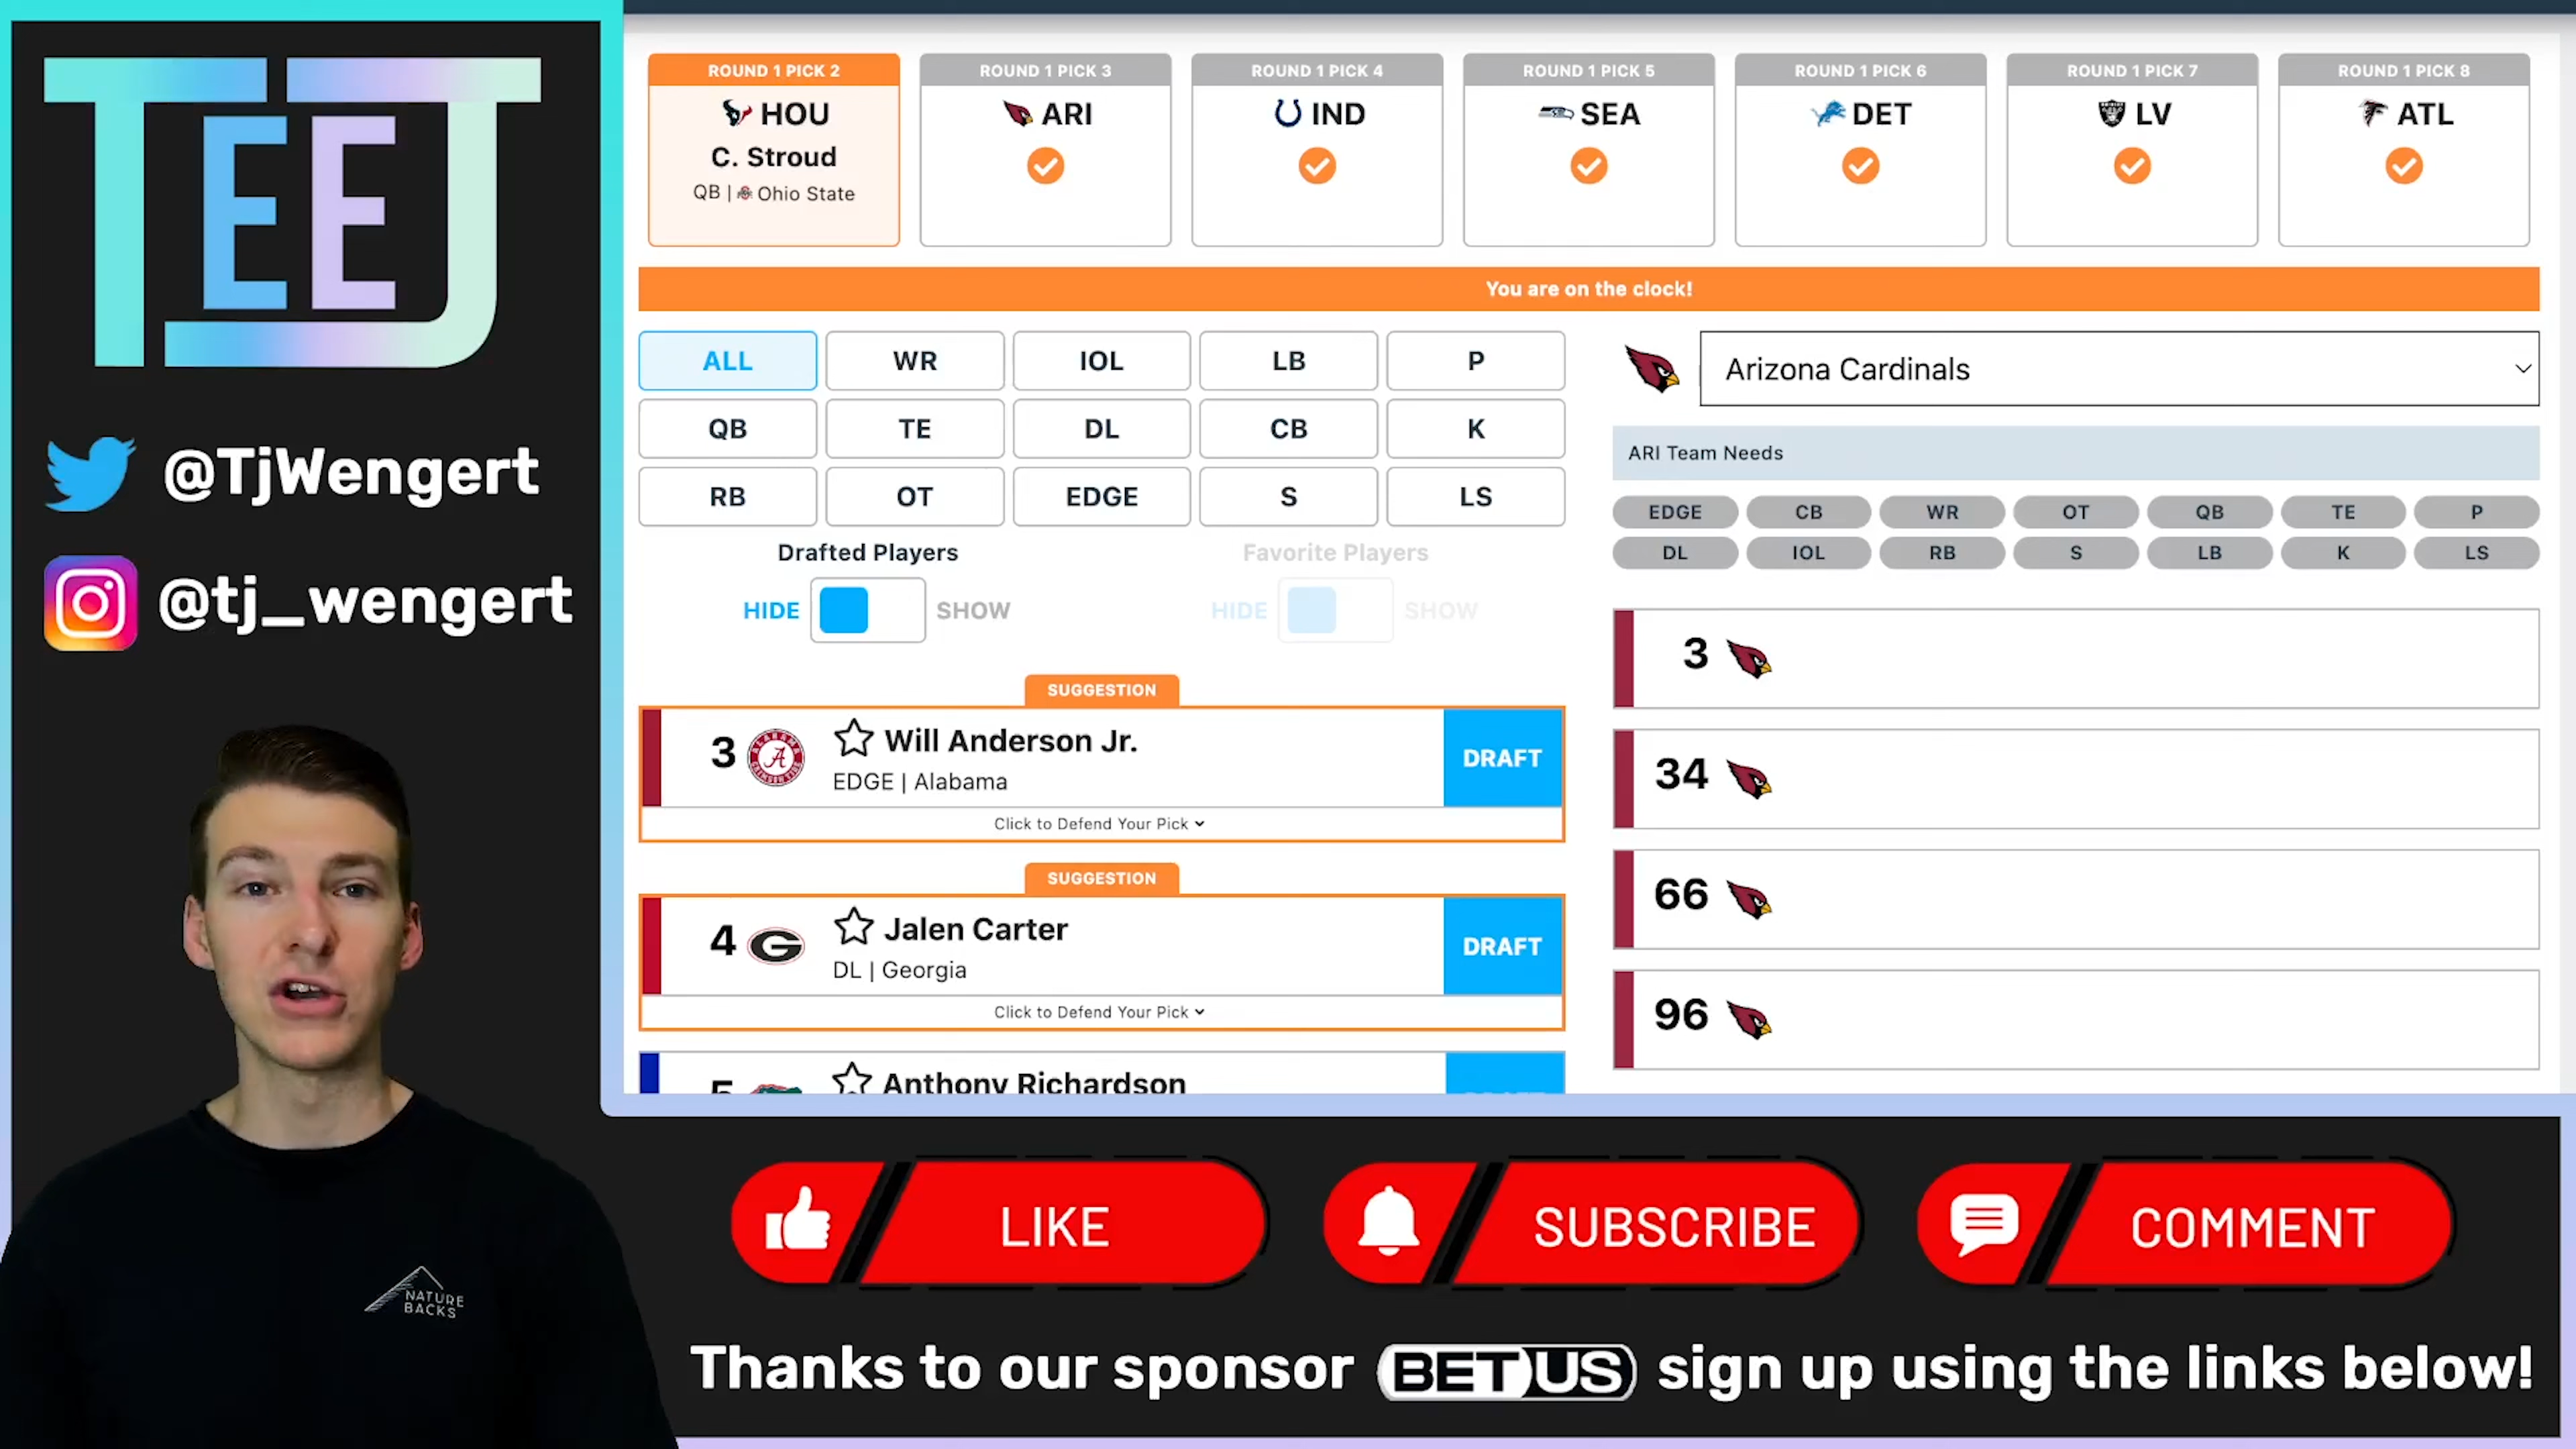 TEEJ
@TjWengert
@tj_wengert
NATURE
BACKS
ROUND 1 PICK 2
HOU
C. Stroud
QB | Ohio State
ROUND 1 PICK 3
ARI
ROUND 1 PICK 4
IND
ROUND 1 PICK 5
SEA
ROUND 1 PICK 6
DET
ROUND 1 PICK 7
LV
ROUND 1 PICK 8
ATL
You are on the clock!
ALL WR IOL LB P
QB TE DL CB K
RB OT EDGE S LS
Drafted Players
HIDE SHOW
Favorite Players
HIDE SHOW
SUGGESTION
3 Will Anderson Jr.
EDGE | Alabama
DRAFT
Click to Defend Your Pick
SUGGESTION
4 Jalen Carter
DL | Georgia
DRAFT
Click to Defend Your Pick
5 Anthony Richardson
Arizona Cardinals
ARI Team Needs
EDGE CB WR OT QB TE P
DL IOL RB S LB K LS
3
34
66
96
LIKE
SUBSCRIBE
COMMENT
Thanks to our sponsor BETUS sign up using the links below!